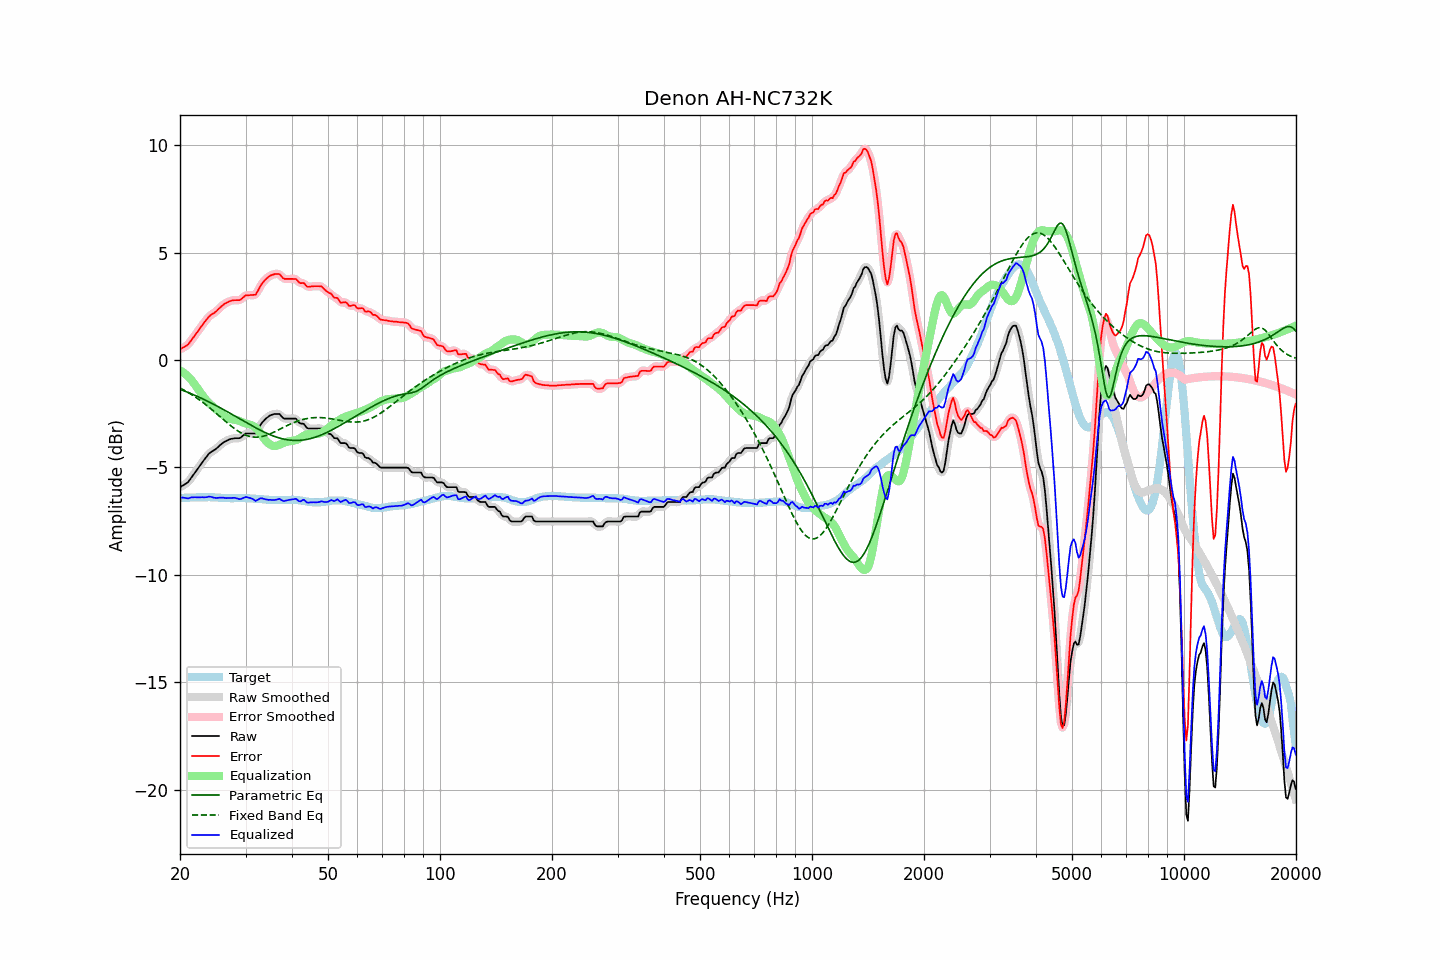 Denon AH-NC732K
Amplitude (dBr)
10
5
0
−5
−10
−15
−20
Target
Raw Smoothed
Error Smoothed
Raw
Error
Equalization
Parametric Eq
Fixed Band Eq
Equalized
20 50 100 200 500 1000 2000 5000 10000 20000
Frequency (Hz)